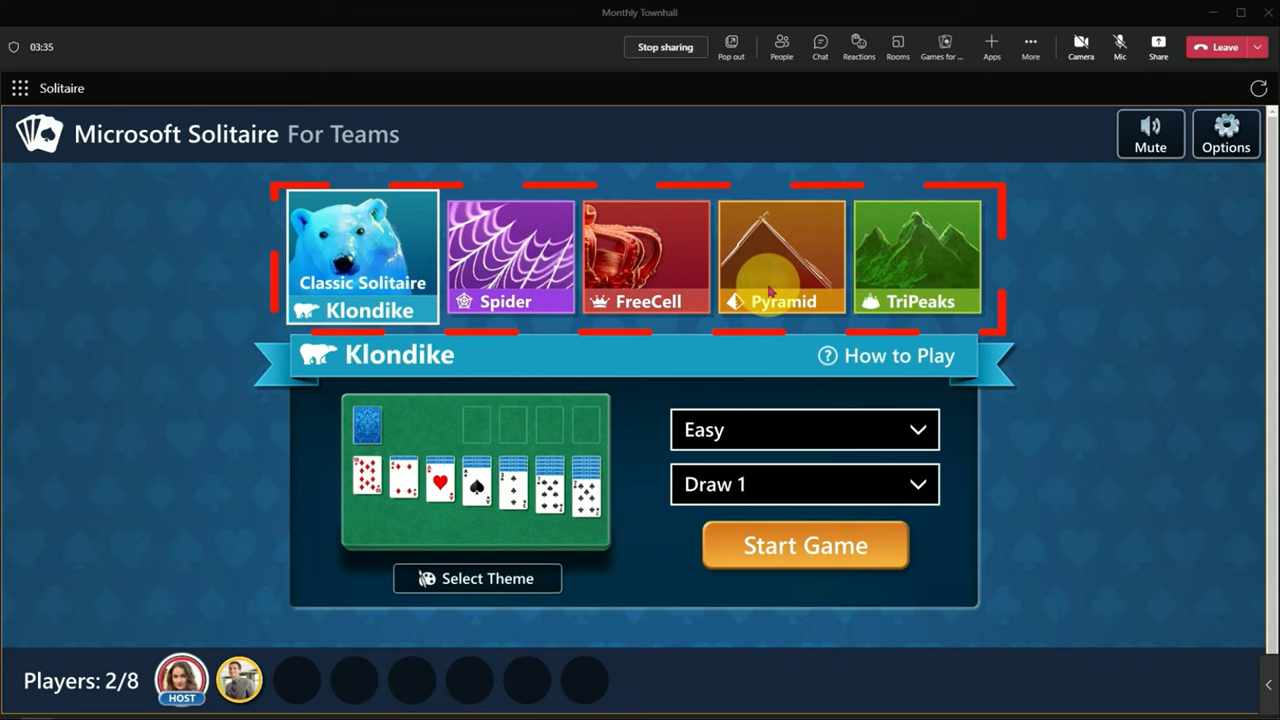 Monthly Townhall
03:35
Stop sharing
Pop out
People
Chat
Reactions
Rooms
Games for ...
Apps
More
Camera
Mic
Share
Leave
Solitaire
Microsoft Solitaire For Teams
Mute
Options
Classic Solitaire
Klondike
Spider
FreeCell
Pyramid
TriPeaks
Klondike
? How to Play
Easy
Draw 1
Start Game
Select Theme
Players: 2/8
HOST